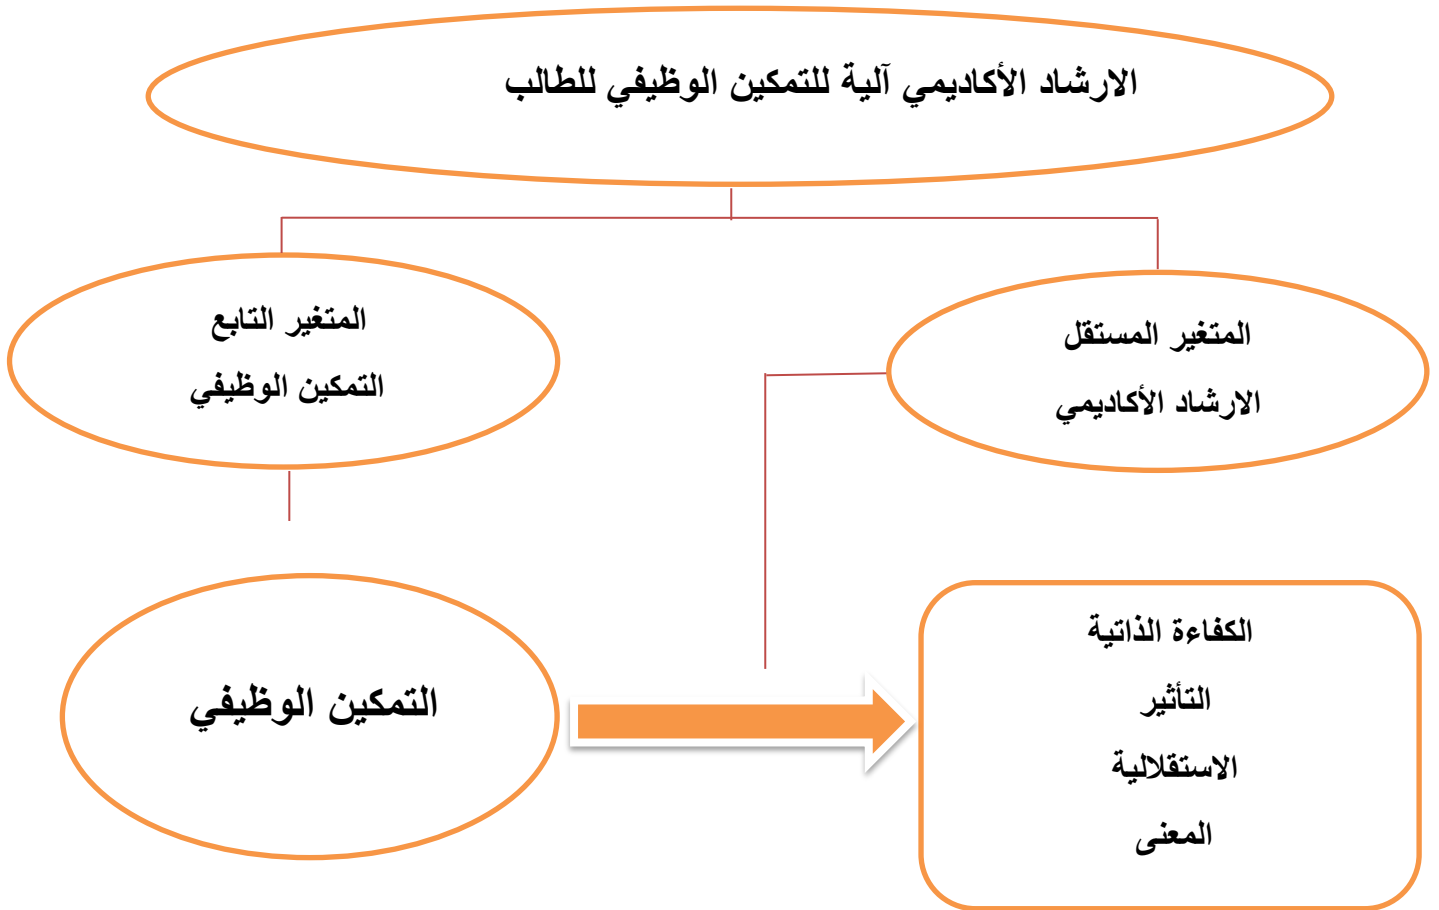 الارشاد الأكاديمي آلية للتمكين الوظيفي للطالب
المتغير المستقل
الارشاد الأكاديمي
المتغير التابع
التمكين الوظيفي
الكفاءة الذاتية
التأثير
الاستقلالية
المعنى
التمكين الوظيفي